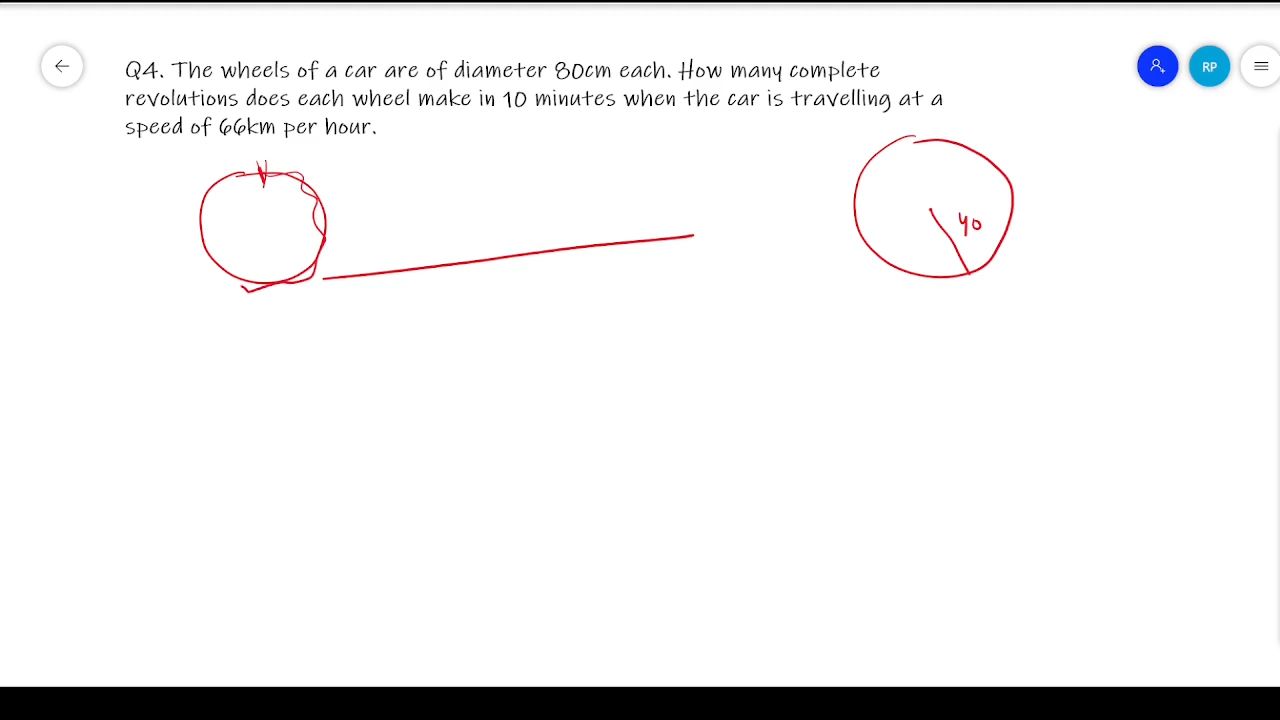 Q4. The wheels of a car are of diameter 80cm each. How many complete
revolutions does each wheel make in 10 minutes when the car is travelling at a
speed of 66km per hour.
RP
40